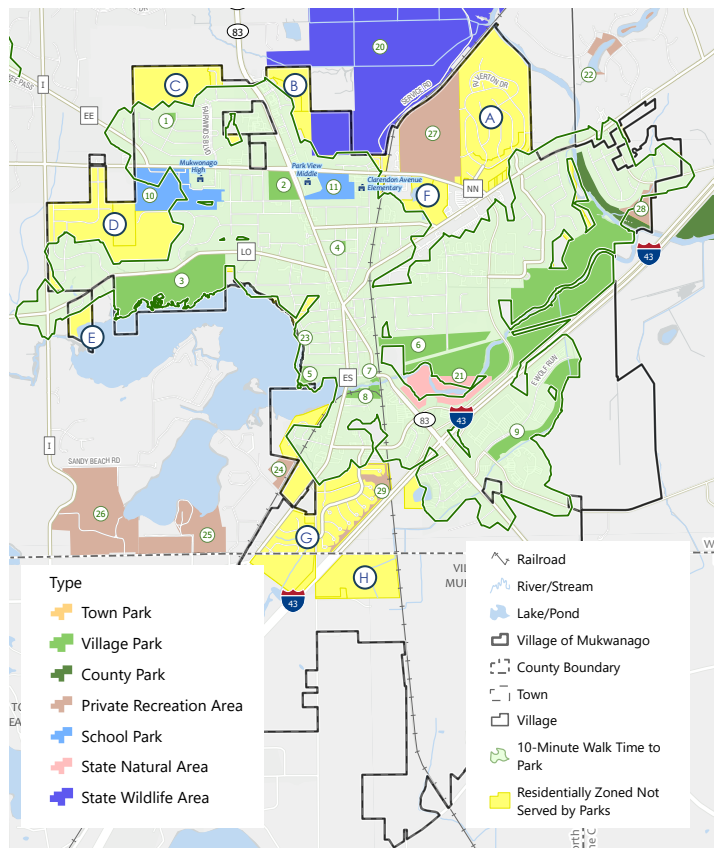 83
20
I
22
SERVICE RD
RIVERTON DR
C
B
A
EE
1
FAIRWINDS BLVD
27
Mukwonago
High
Park View
Middle
Clarendon Avenue
Elementary
10
2
11
F
NN
28
D
LO
4
43
3
E
23
6
E WOLF RUN
5
ES
7
21
8
83
43
9
I
SANDY BEACH RD
24
29
26
25
G
H
43
W
Type
Town Park
Village Park
County Park
Private Recreation Area
School Park
State Natural Area
State Wildlife Area
Railroad
River/Stream
Lake/Pond
Village of Mukwanago
County Boundary
Town
Village
10-Minute Walk Time to
Park
Residentially Zoned Not
Served by Parks